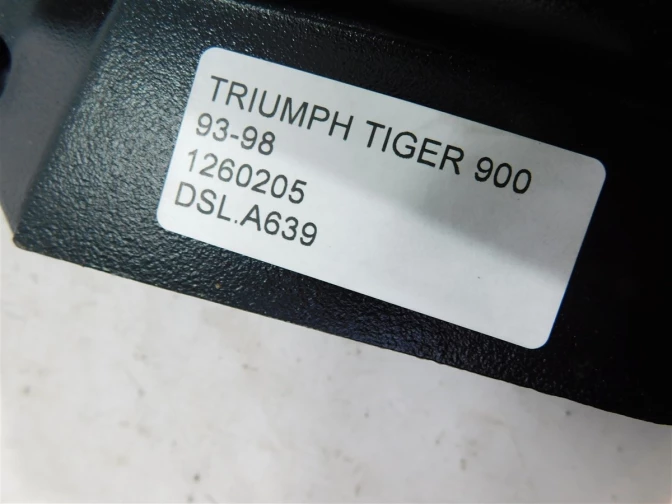 TRIUMPH TIGER 900
93-98
1260205
DSL.A639